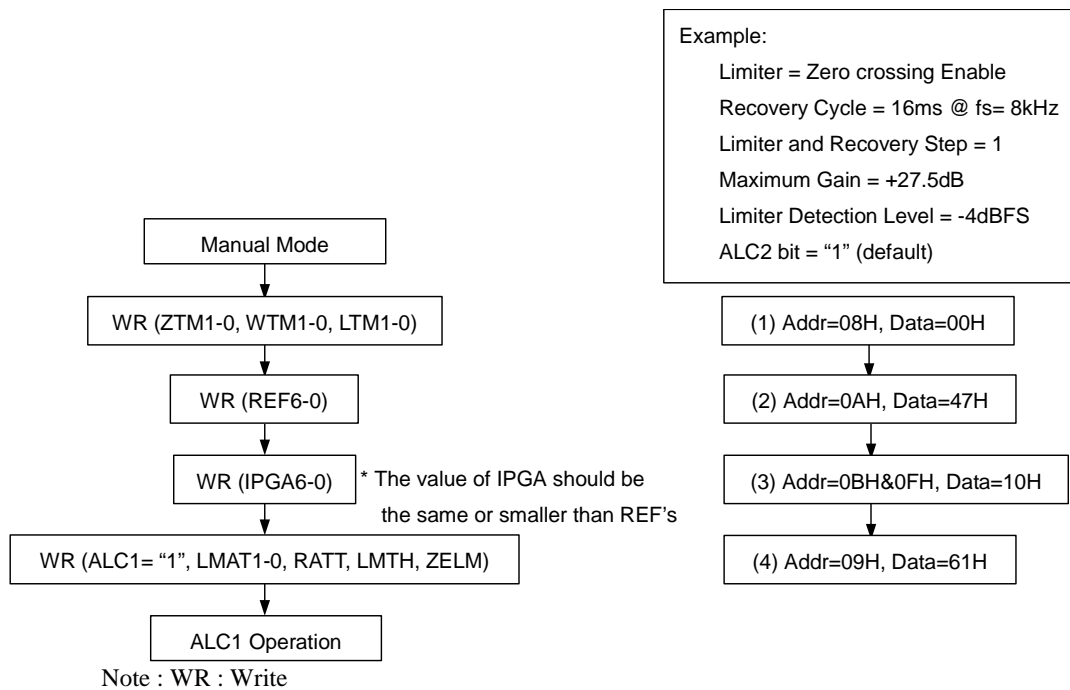 Example:
Limiter = Zero crossing Enable
Recovery Cycle = 16ms @ fs= 8kHz
Limiter and Recovery Step = 1
Maximum Gain = +27.5dB
Limiter Detection Level = -4dBFS
ALC2 bit = “1” (default)
Manual Mode
WR (ZTM1-0, WTM1-0, LTM1-0)
WR (REF6-0)
WR (IPGA6-0)
* The value of IPGA should be
the same or smaller than REF’s
WR (ALC1= “1”, LMAT1-0, RATT, LMTH, ZELM)
ALC1 Operation
Note : WR : Write
(1) Addr=08H, Data=00H
(2) Addr=0AH, Data=47H
(3) Addr=0BH&0FH, Data=10H
(4) Addr=09H, Data=61H